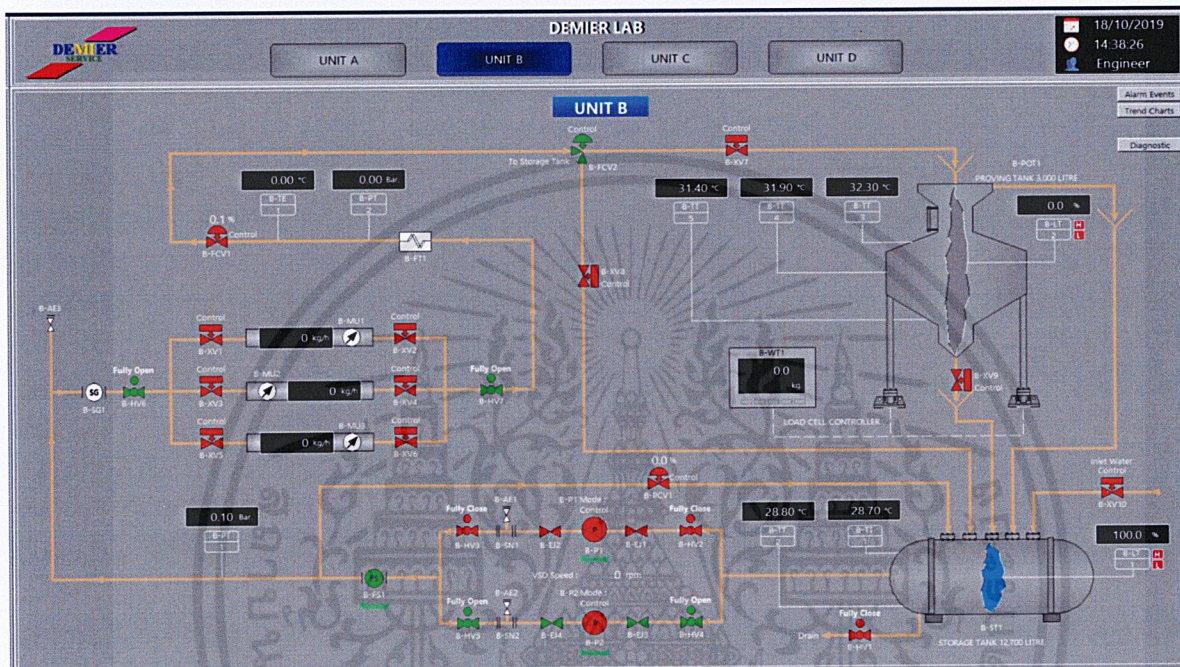 DEMIER LAB
18/10/2019
14:38:26
Engineer
DEMIER
SERVICE
UNIT A
UNIT B
UNIT C
UNIT D
Alarm Events
Trend Charts
Diagnostic
UNIT B
Control
To Storage Tank
B-FCV2
Control
B-XV7
B-POT1
PROVING TANK 3,000 LITRE
0.00 °C
B-TE
1
0.00 Bar
B-PT
2
31.40 °C
B-TT
5
31.90 °C
B-TT
4
32.30 °C
B-TT
3
0.0 %
B-LT
2
H
L
0.1 %
Control
B-FCV1
B-FT1
B-XV8
Control
B-AE3
Control
B-XV1
0 kg/h
B-MU1
Control
B-XV2
Fully Open
B-HV6
B-SG1
SG
Control
B-XV3
B-MU2
0 kg/h
Control
B-XV4
Fully Open
B-HV7
Control
B-XV5
0 kg/h
B-MU3
Control
B-XV6
B-WT1
0.0
kg
LOAD CELL CONTROLLER
B-XV9
Control
0.0 %
Control
B-PCV1
Inlet Water
Control
B-XV10
0.10 Bar
B-PT
1
Fully Close
B-HV3
B-AE1
B-SN1
B-EJ2
B-P1 Mode :
Control
P
B-P1
Manual
B-EJ1
Fully Close
B-HV2
28.80 °C
B-TT
2
28.70 °C
B-TT
1
100.0 %
B-LT
1
H
L
FS
B-FS1
VSD Speed :
0 rpm
Fully Open
B-HV5
B-AE2
B-SN2
B-EJ4
B-P2 Mode :
Control
P
B-P2
Manual
B-EJ3
Fully Open
B-HV4
Drain
Fully Close
B-HV1
B-ST1
STORAGE TANK 12,700 LITRE